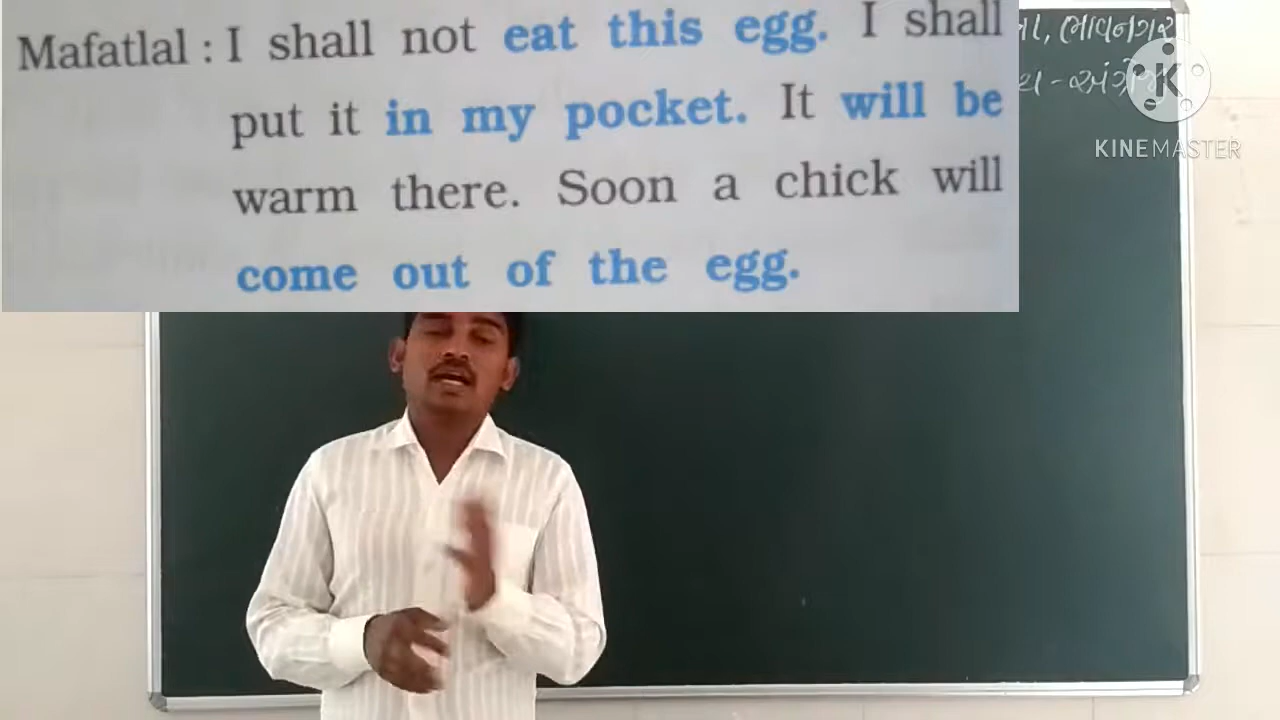 Mafatlal : I shall not eat this egg. I shall
put it in my pocket. It will be
warm there. Soon a chick will
come out of the egg.
ભાવનગર
K
KINEMASTER